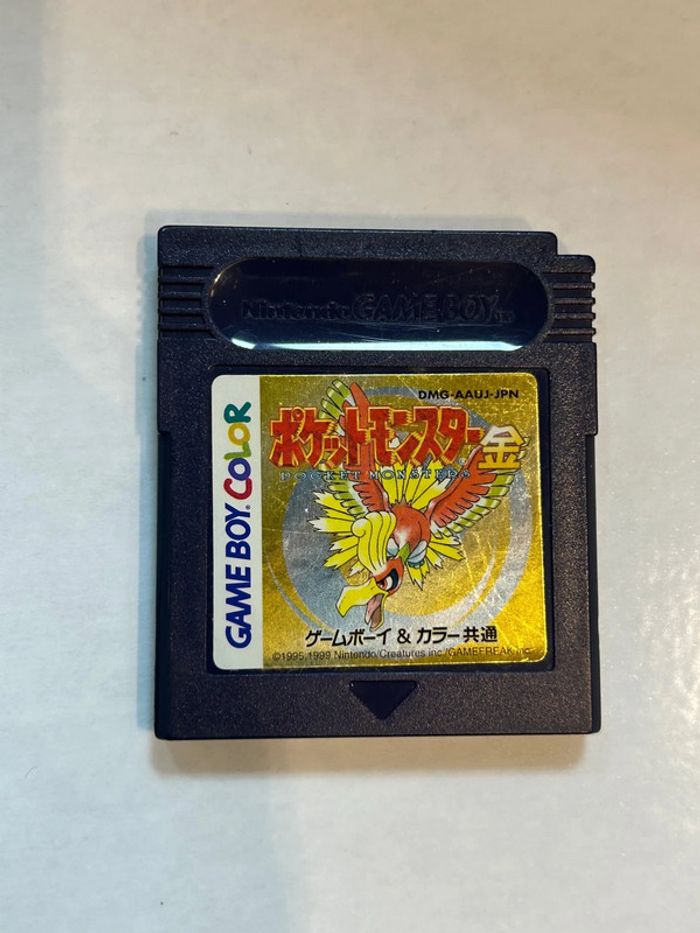 Nintendo GAME BOY™
DMG-AAUJ-JPN
ポケットモンスター金
POCKET MONSTERS
GAME BOY COLOR
ゲームボーイ & カラー共通
©1995,1999 Nintendo/Creatures inc./GAMEFREAK inc.